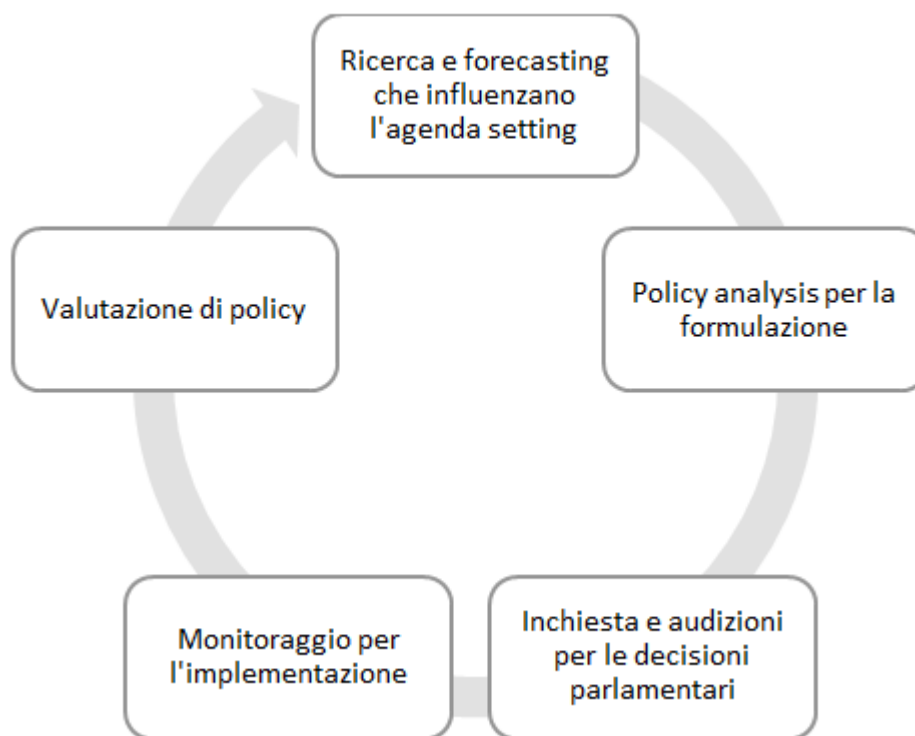 Ricerca e forecasting
che influenzano
l'agenda setting
Policy analysis per la
formulazione
Inchiesta e audizioni
per le decisioni
parlamentari
Monitoraggio per
l'implementazione
Valutazione di policy